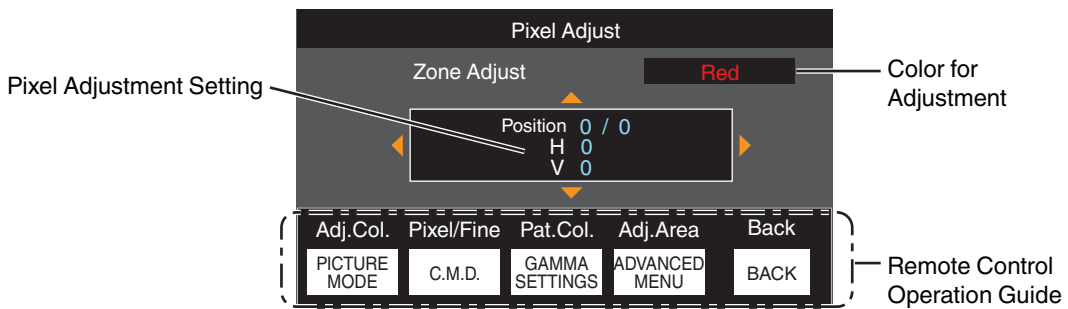 Pixel Adjust
Zone Adjust Red
Pixel Adjustment Setting
Color for
Adjustment
Position 0 / 0
H 0
V 0
Adj.Col. Pixel/Fine Pat.Col. Adj.Area Back
PICTURE
MODE
C.M.D.
GAMMA
SETTINGS
ADVANCED
MENU
BACK
Remote Control
Operation Guide